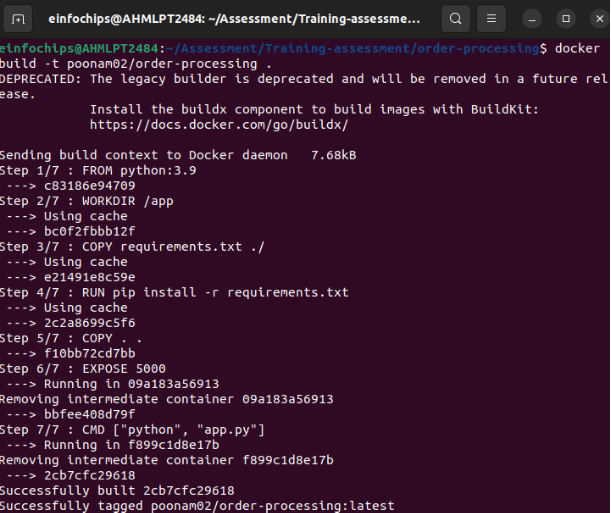 einfochips@AHMLPT2484: ~/Assessment/Training-assessme...
einfochips@AHMLPT2484:~/Assessment/Training-assessment/order-processing$ docker
build -t poonam02/order-processing .
DEPRECATED: The legacy builder is deprecated and will be removed in a future rel
ease.
Install the buildx component to build images with BuildKit:
https://docs.docker.com/go/buildx/
Sending build context to Docker daemon   7.68kB
Step 1/7 : FROM python:3.9
---> c83186e94709
Step 2/7 : WORKDIR /app
---> Using cache
---> bc0f2fbbb12f
Step 3/7 : COPY requirements.txt ./
---> Using cache
---> e21491e8c59e
Step 4/7 : RUN pip install -r requirements.txt
---> Using cache
---> 2c2a8699c5f6
Step 5/7 : COPY . .
---> f10bb72cd7bb
Step 6/7 : EXPOSE 5000
---> Running in 09a183a56913
Removing intermediate container 09a183a56913
---> bbfee408d79f
Step 7/7 : CMD ["python", "app.py"]
---> Running in f899c1d8e17b
Removing intermediate container f899c1d8e17b
---> 2cb7cfc29618
Successfully built 2cb7cfc29618
Successfully tagged poonam02/order-processing:latest